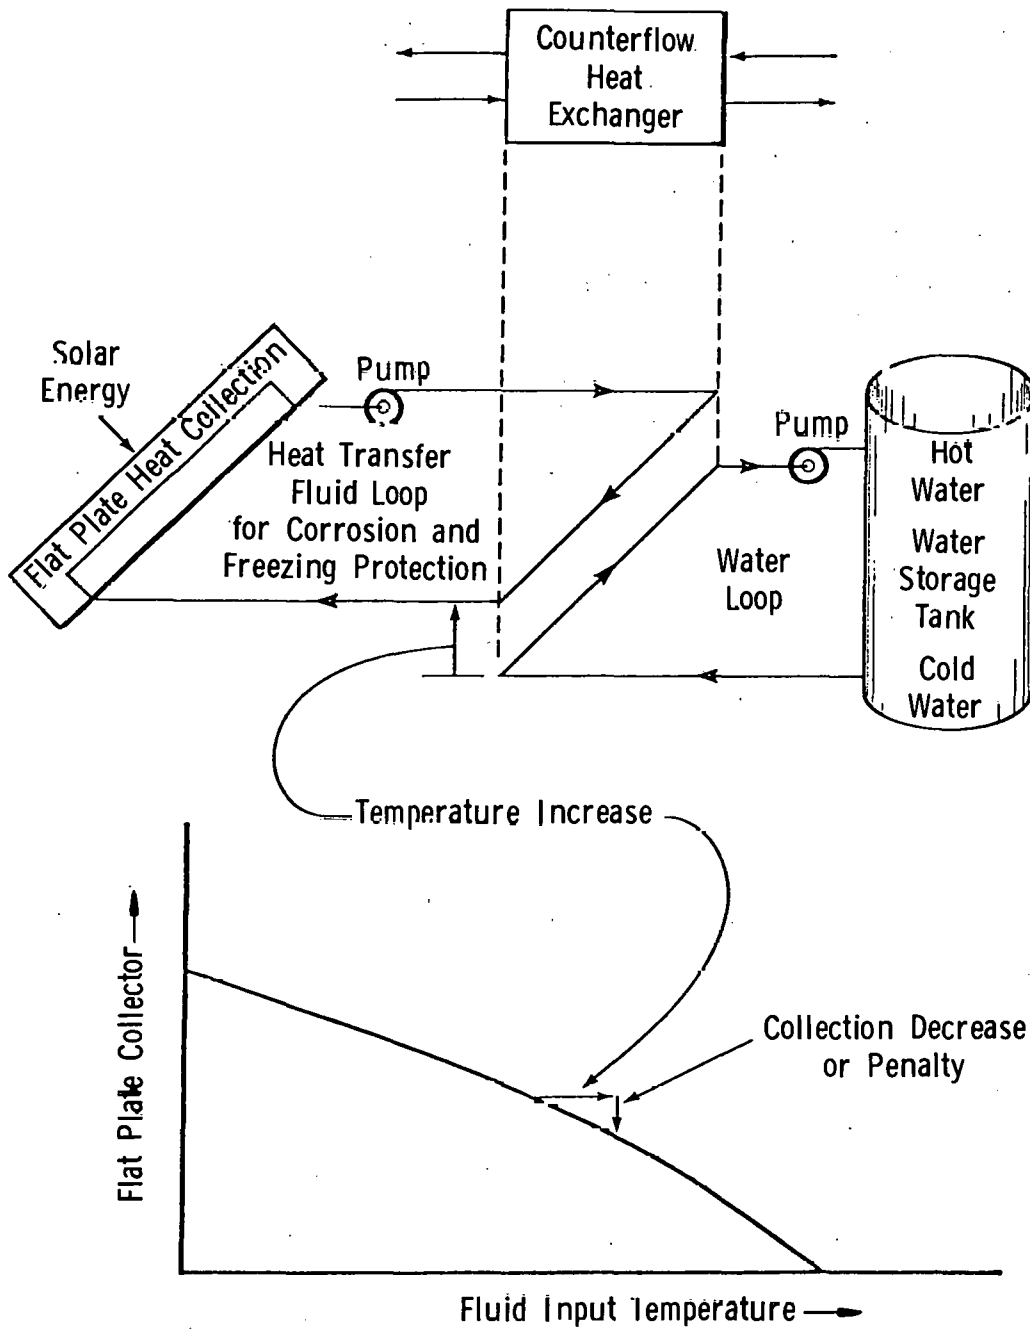 Counterflow
Heat
Exchanger
Solar
Energy
Flat Plate Heat Collection
Pump
Heat Transfer
Fluid Loop
for Corrosion and
Freezing Protection
Pump
Water
Loop
Hot
Water
Water
Storage
Tank
Cold
Water
Temperature Increase
Flat Plate Collector
Collection Decrease
or Penalty
Fluid Input Temperature